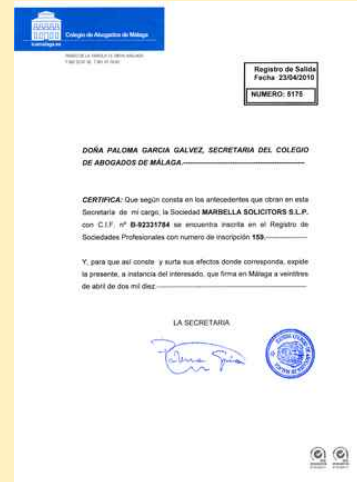 Colegio de Abogados de Málaga
icamalaga.es
Registro de Salida
Fecha 23/04/2010
NUMERO: 5175
DOÑA PALOMA GARCIA GALVEZ, SECRETARIA DEL COLEGIO
DE ABOGADOS DE MÁLAGA.
CERTIFICA: Que según consta en los antecedentes que obran en esta
Secretaría de mi cargo, la Sociedad MARBELLA SOLICITORS S.L.P.
con C.I.F. nº B-92331784 se encuentra inscrita en el Registro de
Sociedades Profesionales con numero de inscripción 159.
Y, para que así conste y surta sus efectos donde corresponda, expide
la presente, a instancia del interesado, que firma en Málaga a veintitres
de abril de dos mil diez.
LA SECRETARIA